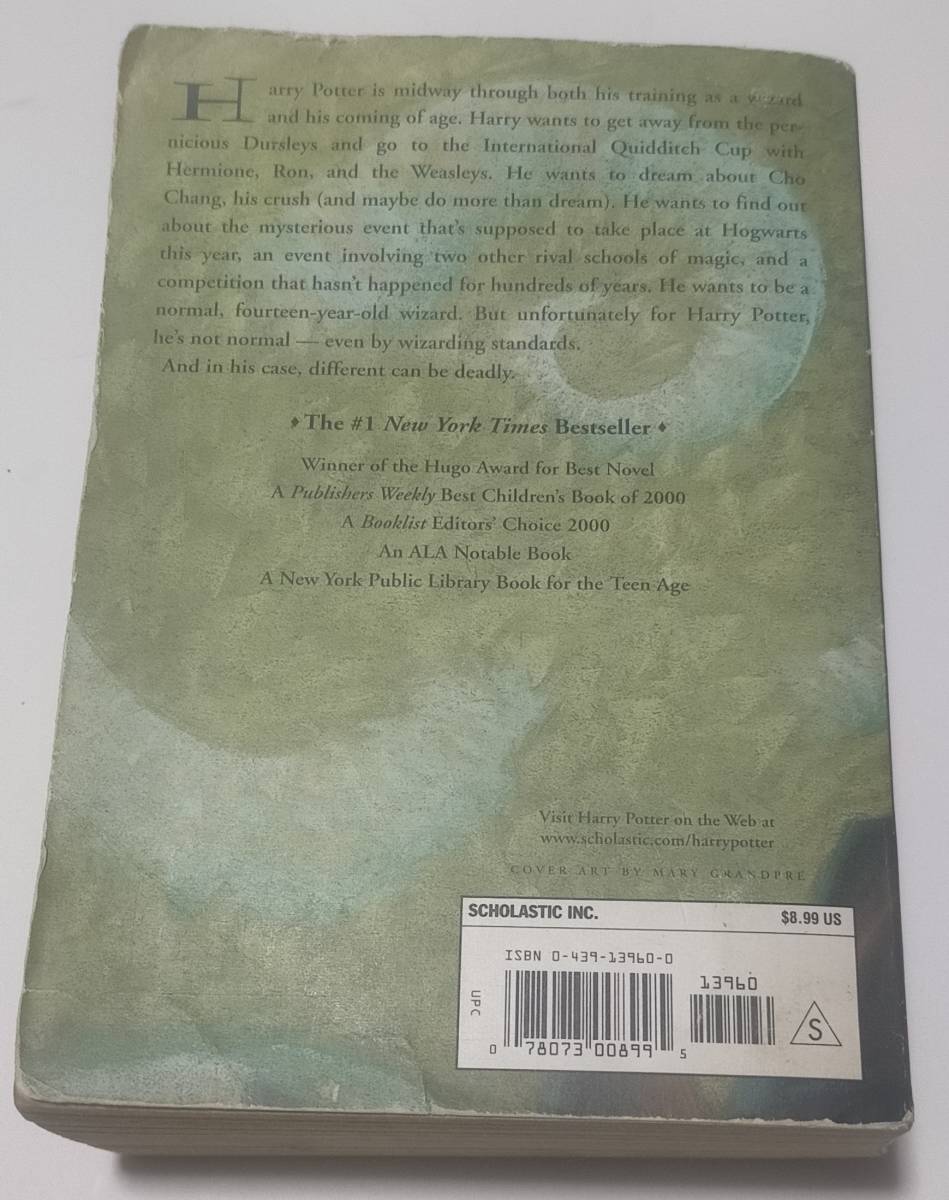 Harry Potter is midway through both his training as a wizard
and his coming of age. Harry wants to get away from the per-
nicious Dursleys and go to the International Quidditch Cup with
Hermione, Ron, and the Weasleys. He wants to dream about Cho
Chang, his crush (and maybe do more than dream). He wants to find out
about the mysterious event that's supposed to take place at Hogwarts
this year, an event involving two other rival schools of magic, and a
competition that hasn't happened for hundreds of years. He wants to be a
normal, fourteen-year-old wizard. But unfortunately for Harry Potter,
he's not normal — even by wizarding standards.
And in his case, different can be deadly.
♦ The #1 New York Times Bestseller ♦
Winner of the Hugo Award for Best Novel
A Publishers Weekly Best Children's Book of 2000
A Booklist Editors' Choice 2000
An ALA Notable Book
A New York Public Library Book for the Teen Age
Visit Harry Potter on the Web at
www.scholastic.com/harrypotter
COVER ART BY MARY GRANDPRÉ
SCHOLASTIC INC. $8.99 US
ISBN 0-439-13960-0
13960
UPC
S
0 78073 00899 5